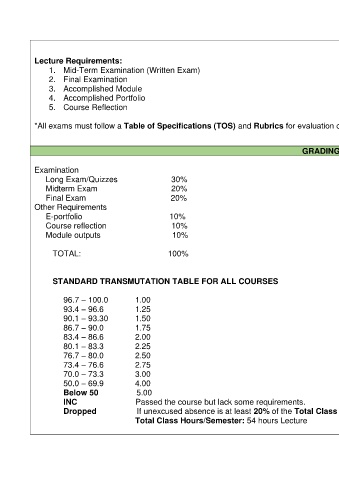 Lecture Requirements:
1. Mid-Term Examination (Written Exam)
2. Final Examination
3. Accomplished Module
4. Accomplished Portfolio
5. Course Reflection
*All exams must follow a Table of Specifications (TOS) and Rubrics for evaluation o
GRADING
Examination
Long Exam/Quizzes 30%
Midterm Exam 20%
Final Exam 20%
Other Requirements
E-portfolio 10%
Course reflection 10%
Module outputs 10%
TOTAL: 100%
STANDARD TRANSMUTATION TABLE FOR ALL COURSES
96.7 – 100.0 1.00
93.4 – 96.6 1.25
90.1 – 93.30 1.50
86.7 – 90.0 1.75
83.4 – 86.6 2.00
80.1 – 83.3 2.25
76.7 – 80.0 2.50
73.4 – 76.6 2.75
70.0 – 73.3 3.00
50.0 – 69.9 4.00
Below 50 5.00
INC Passed the course but lack some requirements.
Dropped If unexcused absence is at least 20% of the Total Class
Total Class Hours/Semester: 54 hours Lecture